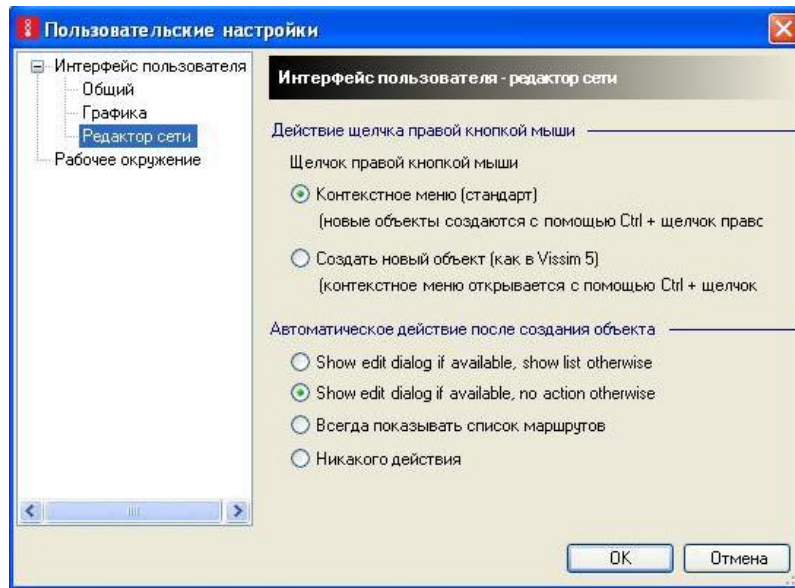 Пользовательские настройки
Интерфейс пользователя
Общий
Графика
Редактор сети
Рабочее окружение
Интерфейс пользователя - редактор сети
Действие щелчка правой кнопкой мыши
Щелчок правой кнопкой мыши
Контекстное меню (стандарт)
(новые объекты создаются с помощью Ctrl + щелчок правс
Создать новый объект (как в Vissim 5)
(контекстное меню открывается с помощью Ctrl + щелчок
Автоматическое действие после создания объекта
Show edit dialog if available, show list otherwise
Show edit dialog if available, no action otherwise
Всегда показывать список маршрутов
Никакого действия
OK
Отмена